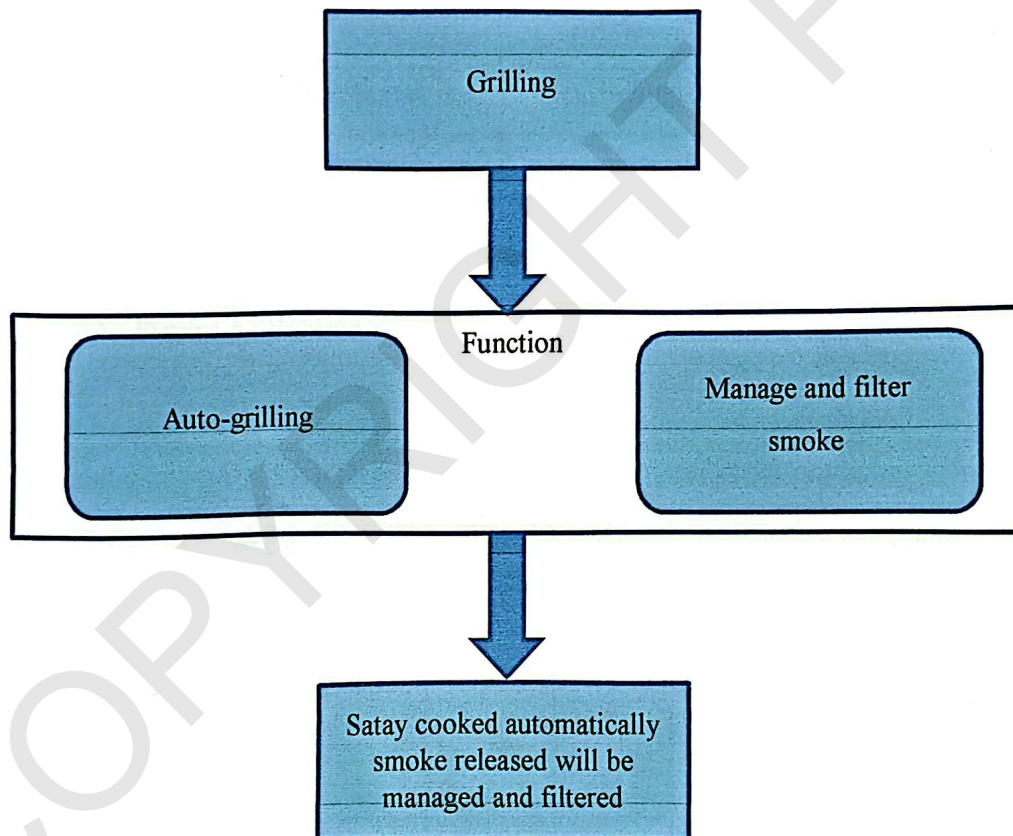 Grilling
Function
Auto-grilling
Manage and filter
smoke
Satay cooked automatically
smoke released will be
managed and filtered
COPYRIGHT